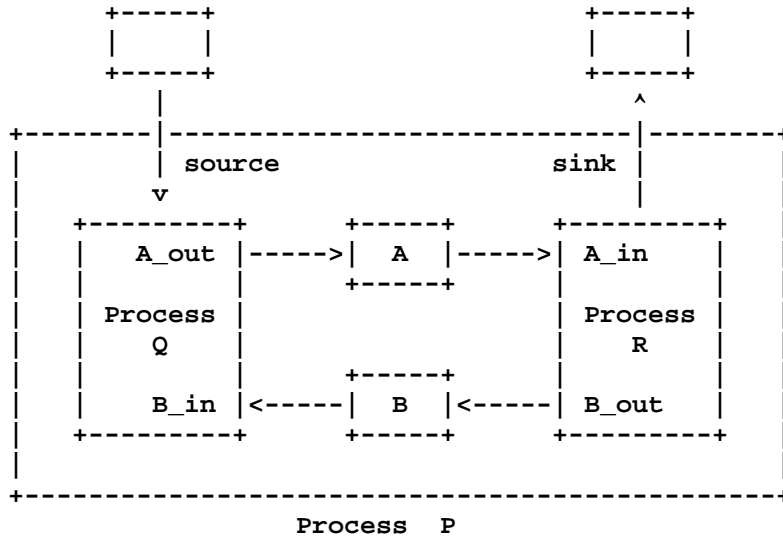 source sink
A_out A A_in
Process Process
Q R
B_in B B_out
Process P